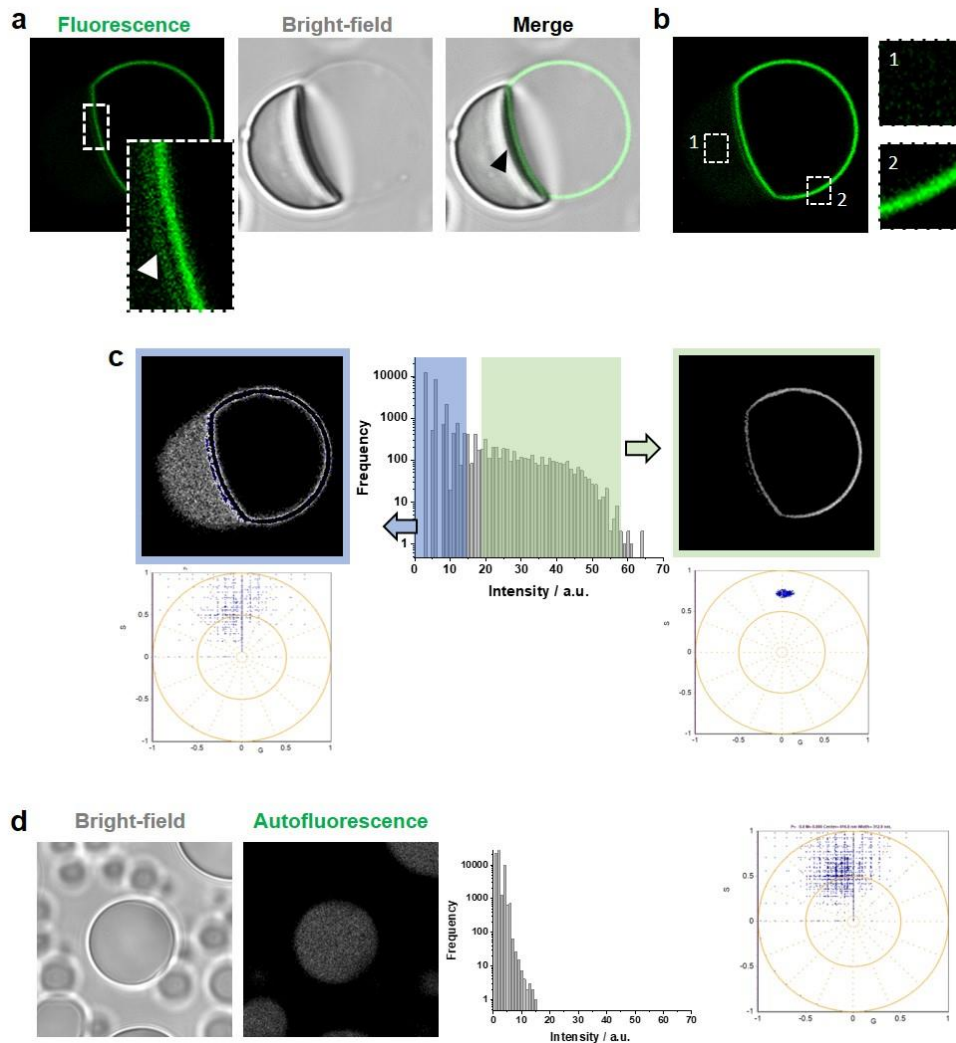 a
Fluorescence Bright-field Merge
b
1
2
1
2
c
10000
1000
100
10
1
Frequency
0 10 20 30 40 50 60 70
Intensity / a.u.
1
0.5
0
-0.5
-1
S
-1 -0.5 0 0.5 1
G
1
0.5
0
-0.5
-1
S
-1 -0.5 0 0.5 1
G
d
Bright-field Autofluorescence
10000
1000
100
10
1
Frequency
0 10 20 30 40 50 60 70
Intensity / a.u.
1
0.5
0
-0.5
-1
S
-1 -0.5 0 0.5 1
G